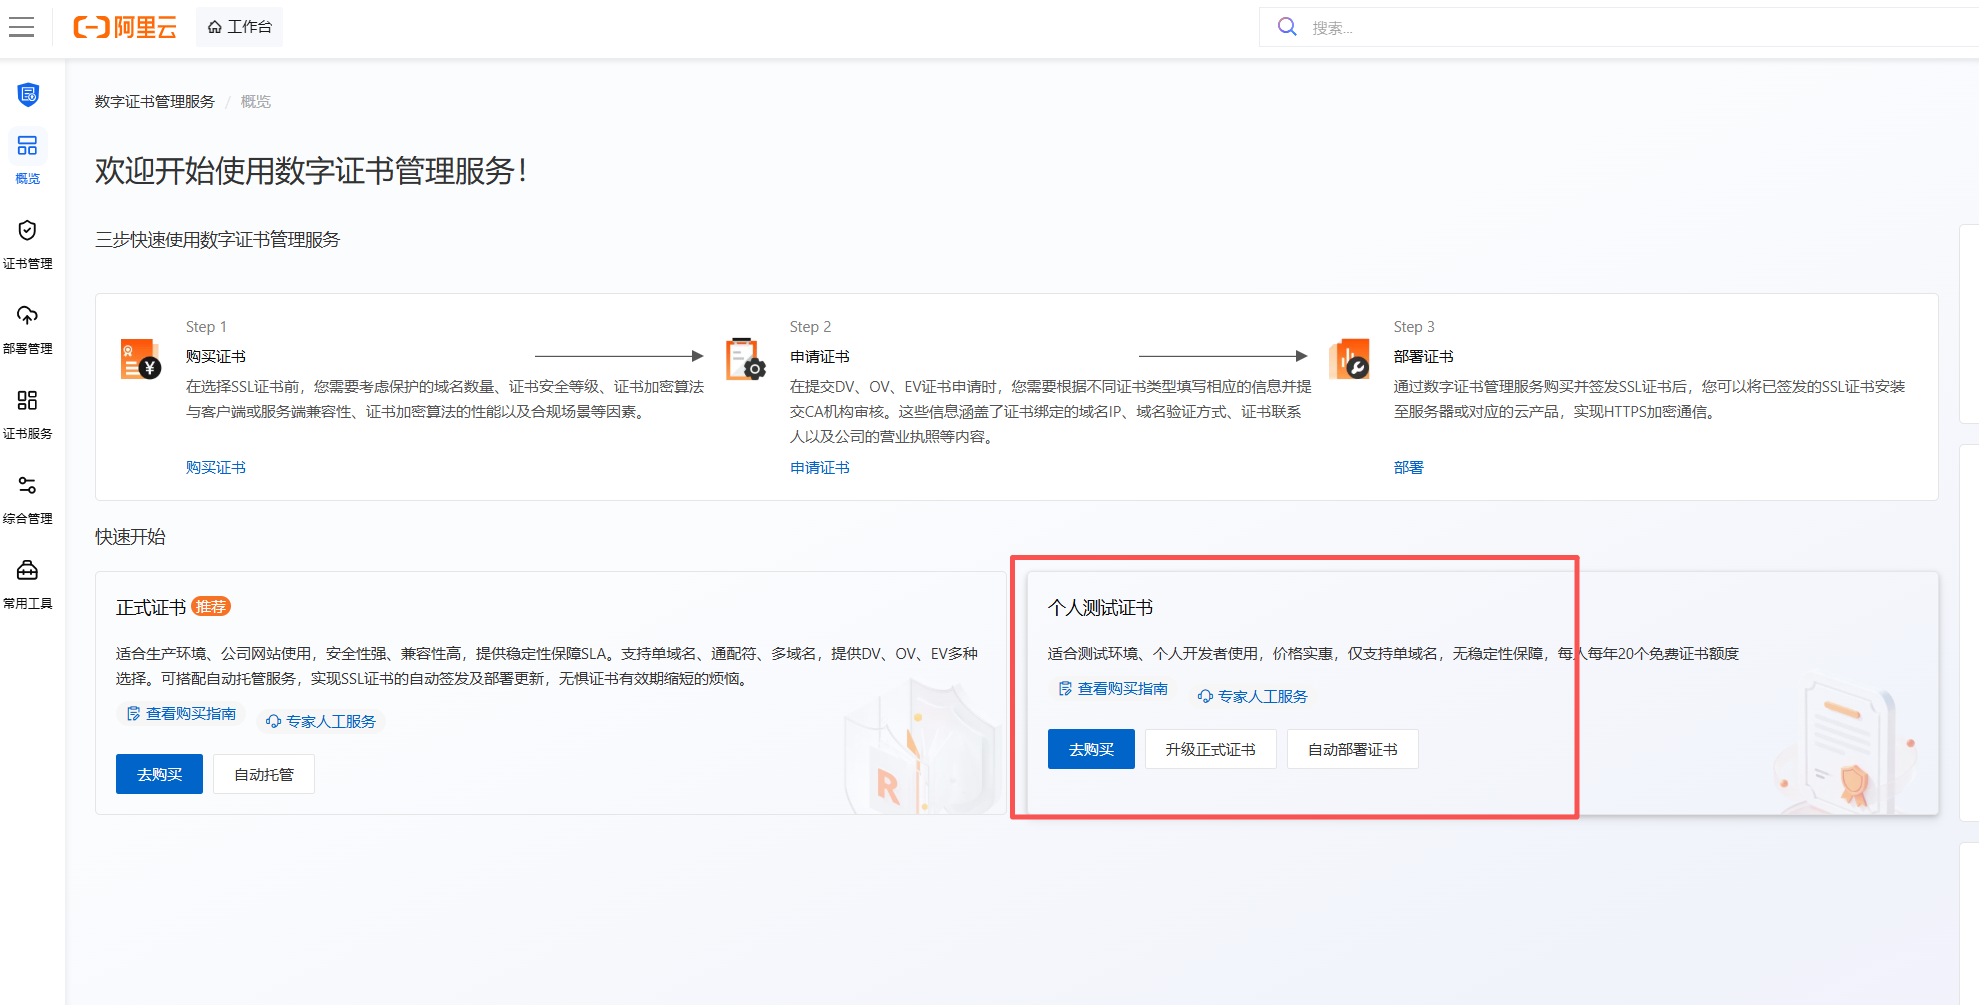 阿里云
工作台
搜索...
数字证书管理服务 / 概览
概览
证书管理
部署管理
证书服务
综合管理
常用工具
欢迎开始使用数字证书管理服务！
三步快速使用数字证书管理服务
Step 1
购买证书
在选择SSL证书前，您需要考虑保护的域名数量、证书安全等级、证书加密算法
与客户端或服务端兼容性、证书加密算法的性能以及合规场景等因素。
购买证书
Step 2
申请证书
在提交DV、OV、EV证书申请时，您需要根据不同证书类型填写相应的信息并提
交CA机构审核。这些信息涵盖了证书绑定的域名IP、域名验证方式、证书联系
人以及公司的营业执照等内容。
申请证书
Step 3
部署证书
通过数字证书管理服务购买并签发SSL证书后，您可以将已签发的SSL证书安装
至服务器或对应的云产品，实现HTTPS加密通信。
部署
快速开始
正式证书 推荐
适合生产环境、公司网站使用，安全性强、兼容性高，提供稳定性保障SLA。支持单域名、通配符、多域名，提供DV、OV、EV多种
选择。可搭配自动托管服务，实现SSL证书的自动签发及部署更新，无惧证书有效期缩短的烦恼。
查看购买指南 专家人工服务
去购买 自动托管
R
个人测试证书
适合测试环境、个人开发者使用，价格实惠，仅支持单域名，无稳定性保障，每人每年20个免费证书额度
查看购买指南 专家人工服务
去购买 升级正式证书 自动部署证书